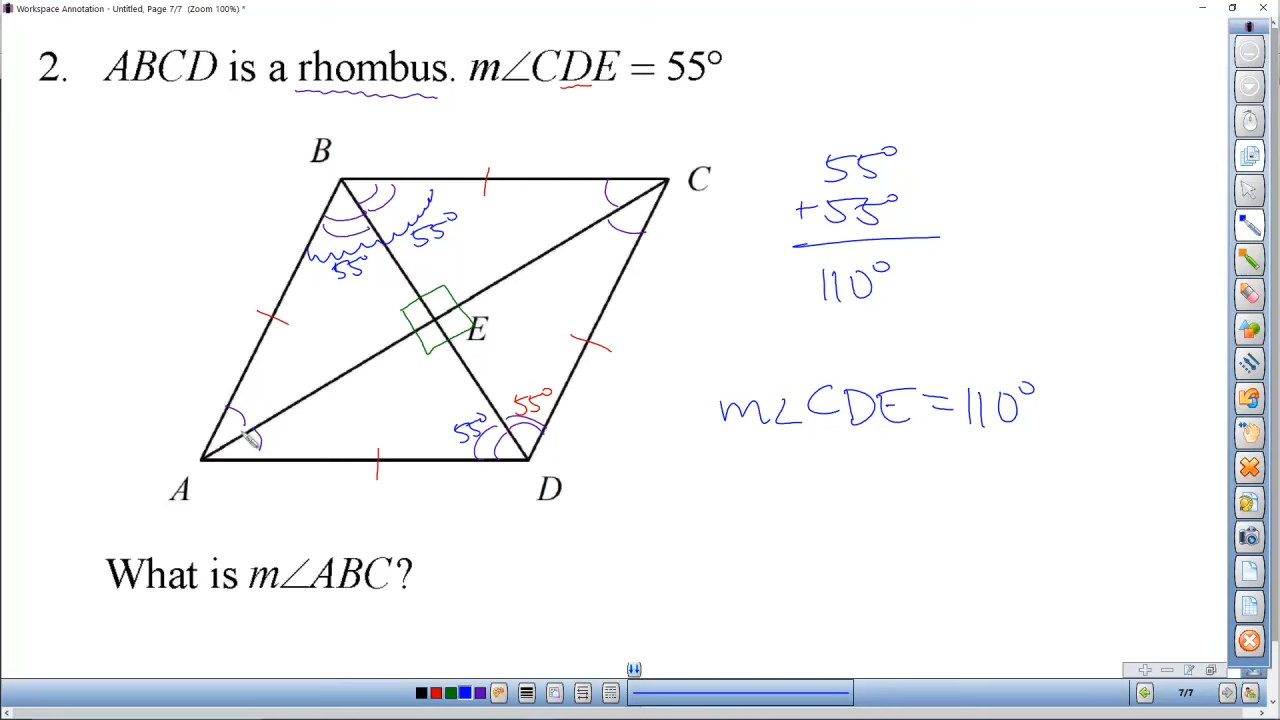 Workspace Annotation - Untitled, Page 7/7 (Zoom 100%) *
2. ABCD is a rhombus. m∠CDE = 55°
B
C
55°
+55°
110°
55°
55°
E
m∠CDE = 110°
55°
55°
A
D
What is m∠ABC?
7/7